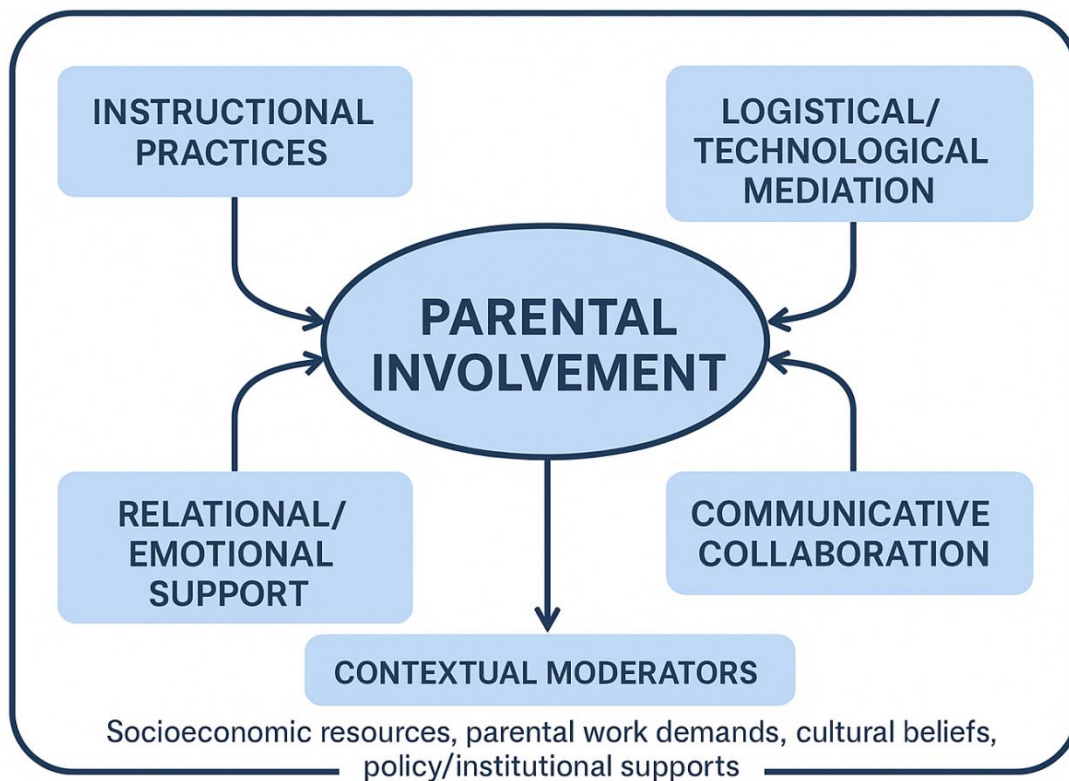 INSTRUCTIONAL
PRACTICES
LOGISTICAL/
TECHNOLOGICAL
MEDIATION
PARENTAL
INVOLVEMENT
RELATIONAL/
EMOTIONAL
SUPPORT
COMMUNICATIVE
COLLABORATION
CONTEXTUAL MODERATORS
Socioeconomic resources, parental work demands, cultural beliefs,
policy/institutional supports